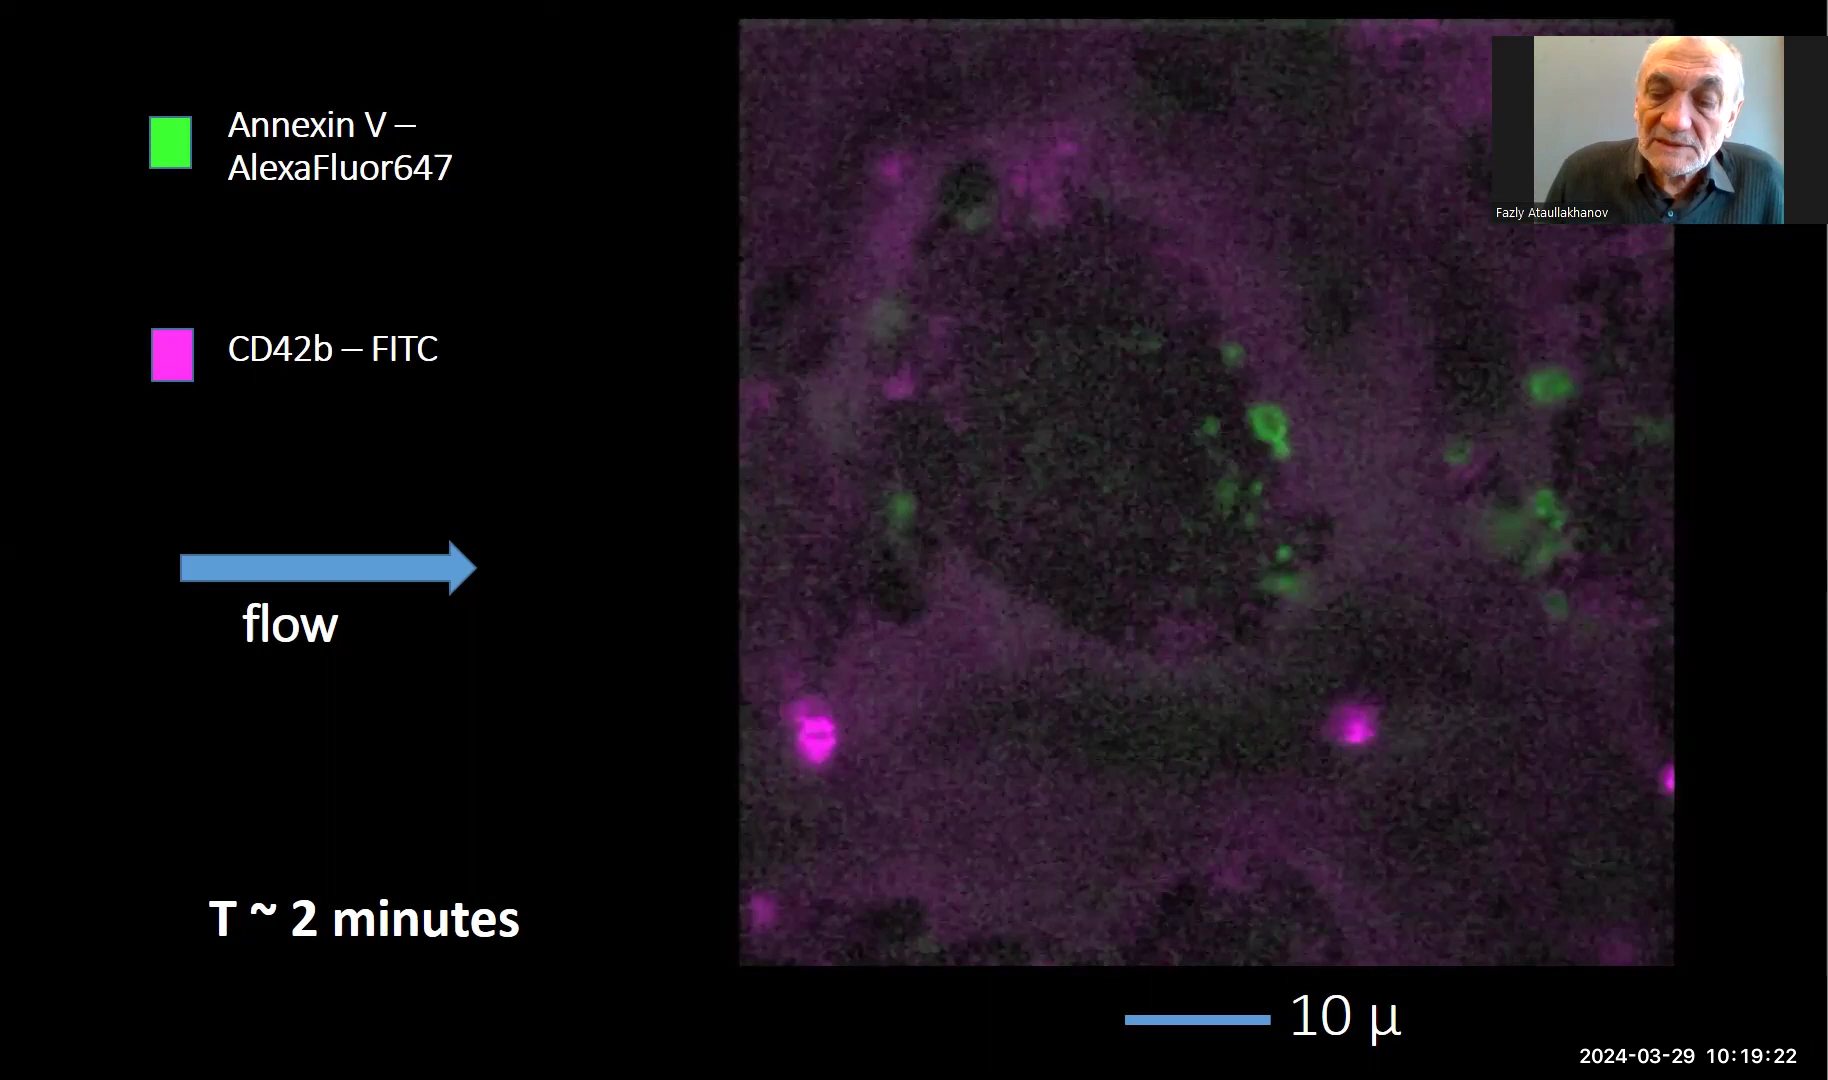 Annexin V –
AlexaFluor647
CD42b – FITC
flow
T ~ 2 minutes
Fazly Ataullakhanov
10 μ
2024-03-29 10:19:22